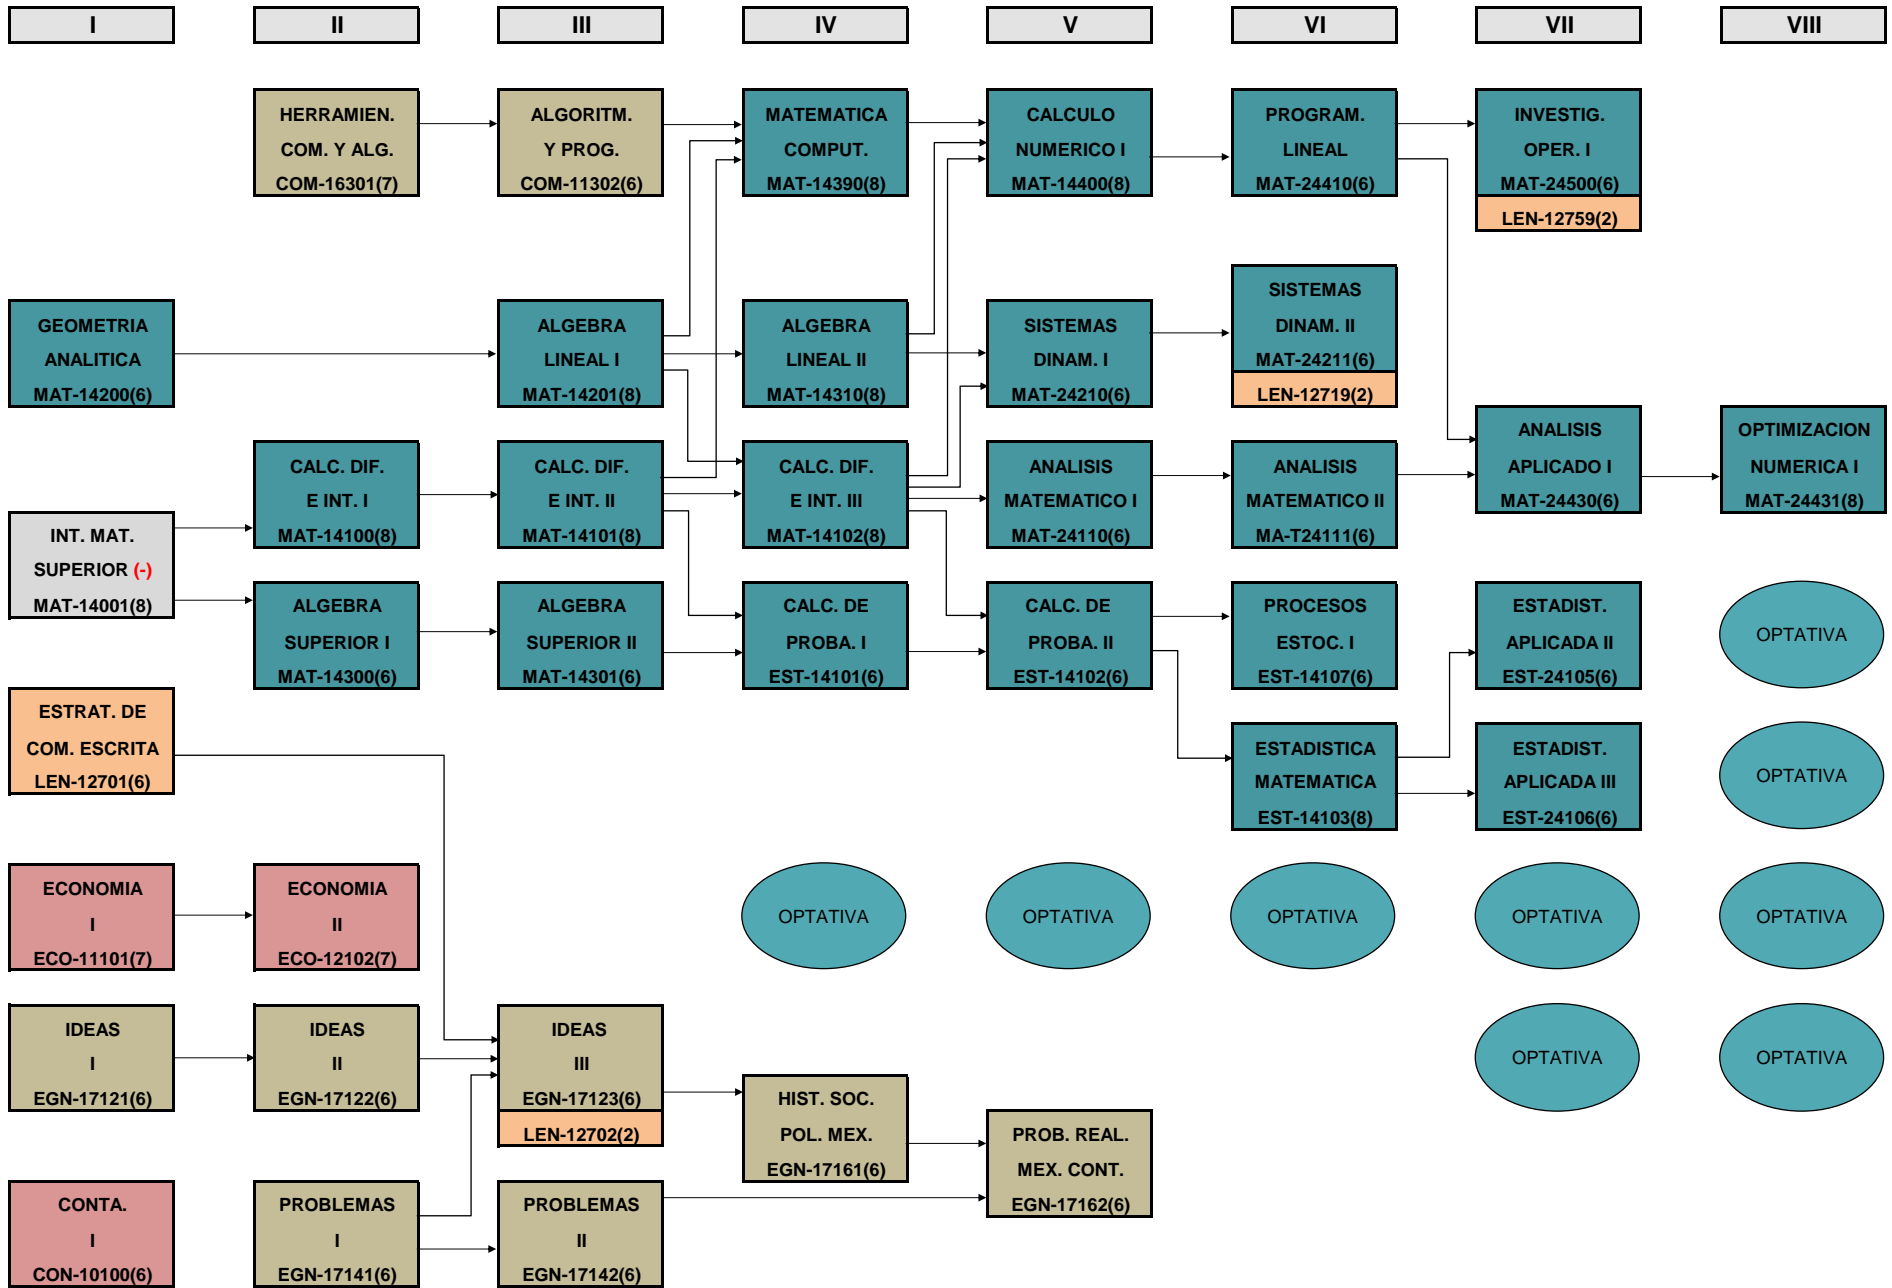 I
II
III
IV
V
VI
VII
VIII
HERRAMIEN.
COM. Y ALG.
COM-16301(7)
ALGORITM.
Y PROG.
COM-11302(6)
MATEMATICA
COMPUT.
MAT-14390(8)
CALCULO
NUMERICO I
MAT-14400(8)
PROGRAM.
LINEAL
MAT-24410(6)
INVESTIG.
OPER. I
MAT-24500(6)
LEN-12759(2)
GEOMETRIA
ANALITICA
MAT-14200(6)
ALGEBRA
LINEAL I
MAT-14201(8)
ALGEBRA
LINEAL II
MAT-14310(8)
SISTEMAS
DINAM. I
MAT-24210(6)
SISTEMAS
DINAM. II
MAT-24211(6)
LEN-12719(2)
INT. MAT.
SUPERIOR (-)
MAT-14001(8)
CALC. DIF.
E INT. I
MAT-14100(8)
CALC. DIF.
E INT. II
MAT-14101(8)
CALC. DIF.
E INT. III
MAT-14102(8)
ANALISIS
MATEMATICO I
MAT-24110(6)
ANALISIS
MATEMATICO II
MA-T24111(6)
ANALISIS
APLICADO I
MAT-24430(6)
OPTIMIZACION
NUMERICA I
MAT-24431(8)
ALGEBRA
SUPERIOR I
MAT-14300(6)
ALGEBRA
SUPERIOR II
MAT-14301(6)
CALC. DE
PROBA. I
EST-14101(6)
CALC. DE
PROBA. II
EST-14102(6)
PROCESOS
ESTOC. I
EST-14107(6)
ESTADIST.
APLICADA II
EST-24105(6)
OPTATIVA
ESTRAT. DE
COM. ESCRITA
LEN-12701(6)
ESTADISTICA
MATEMATICA
EST-14103(8)
ESTADIST.
APLICADA III
EST-24106(6)
OPTATIVA
ECONOMIA
I
ECO-11101(7)
ECONOMIA
II
ECO-12102(7)
OPTATIVA
OPTATIVA
OPTATIVA
OPTATIVA
OPTATIVA
IDEAS
I
EGN-17121(6)
IDEAS
II
EGN-17122(6)
IDEAS
III
EGN-17123(6)
LEN-12702(2)
HIST. SOC.
POL. MEX.
EGN-17161(6)
PROB. REAL.
MEX. CONT.
EGN-17162(6)
OPTATIVA
OPTATIVA
CONTA.
I
CON-10100(6)
PROBLEMAS
I
EGN-17141(6)
PROBLEMAS
II
EGN-17142(6)